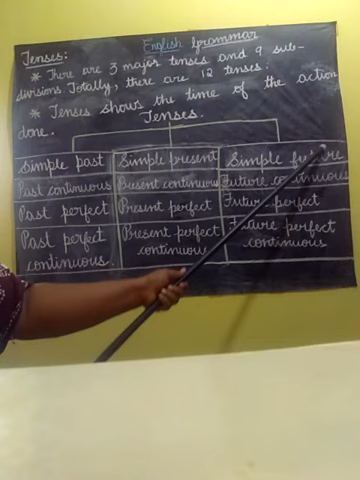 English Grammar
Tenses:
* There are 3 major tenses and 9 sub-
divisions. Totally, there are 12 tenses.
* Tenses shows the time of the action
done.
Tenses.
Simple past Simple present Simple future
Past continuous Present continuous Future continuous
Past perfect Present perfect Future perfect
Past perfect continuous. Present perfect continuous Future perfect continuous